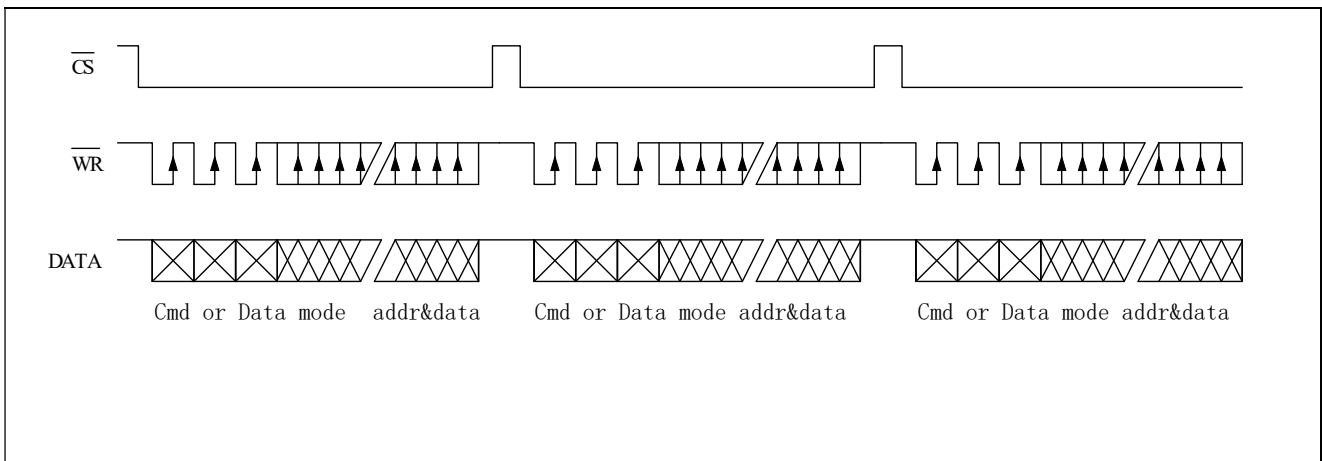 CS
WR
DATA
Cmd or Data mode addr&data Cmd or Data mode addr&data Cmd or Data mode addr&data